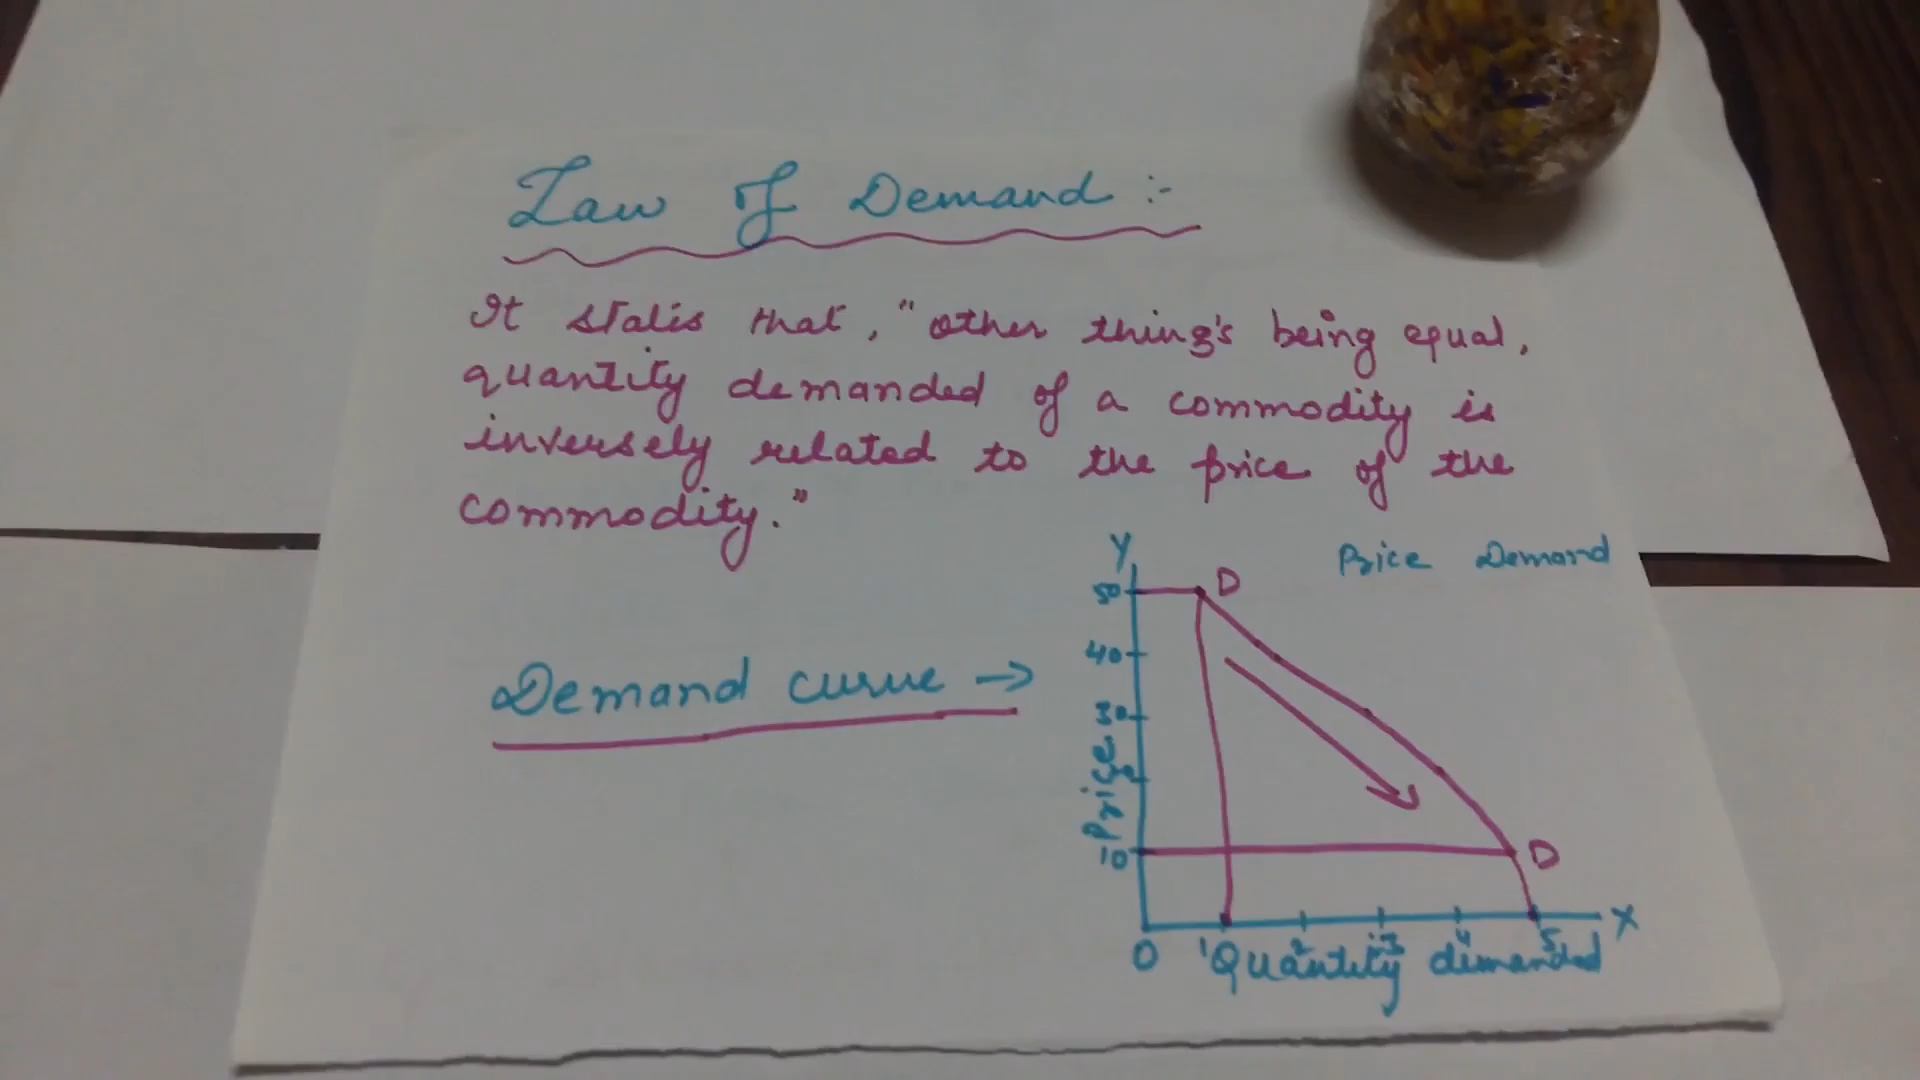 Law of Demand :-
It states that, "other thing's being equal,
quantity demanded of a commodity is
inversely related to the price of the
commodity."
Demand curve →
Price Demand
Y
50
D
40
30
20
10
D
Price
X
0 1 2 3 4 5
Quantity demanded